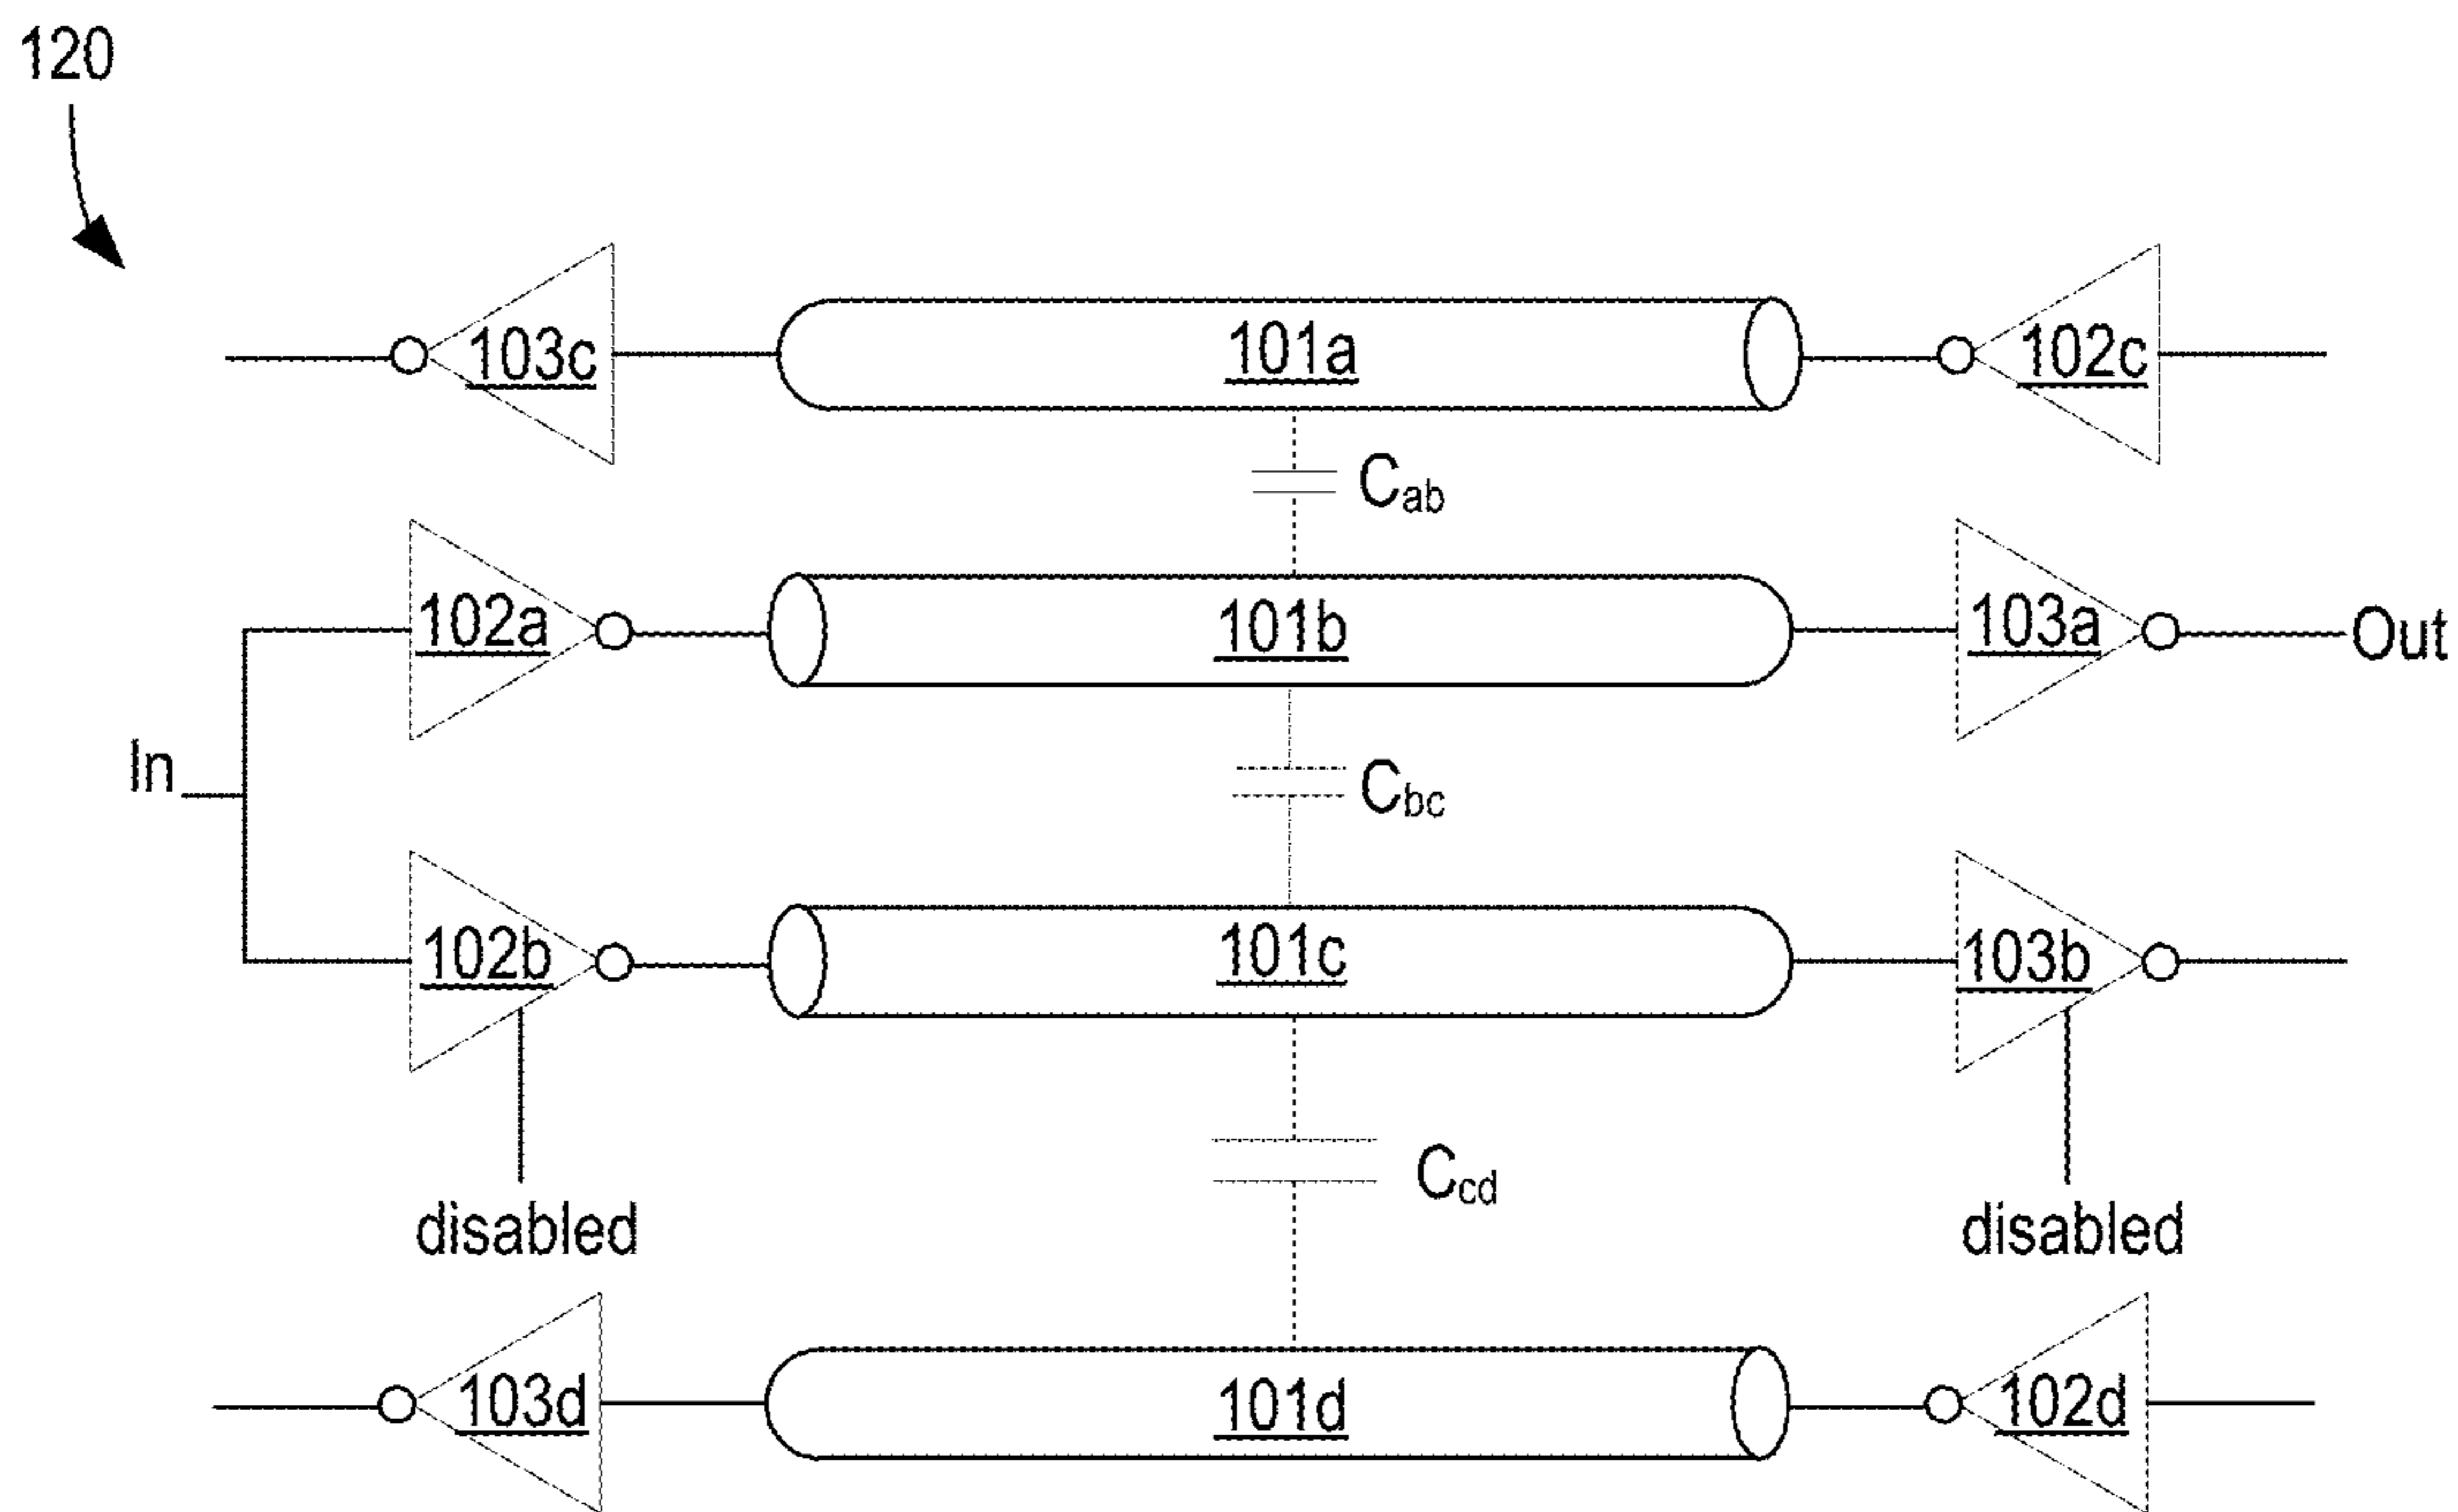 120
103c 101a 102c
Cab
102a 101b 103a Out
In
Cbc
102b 101c 103b
Ccd
disabled disabled
103d 101d 102d